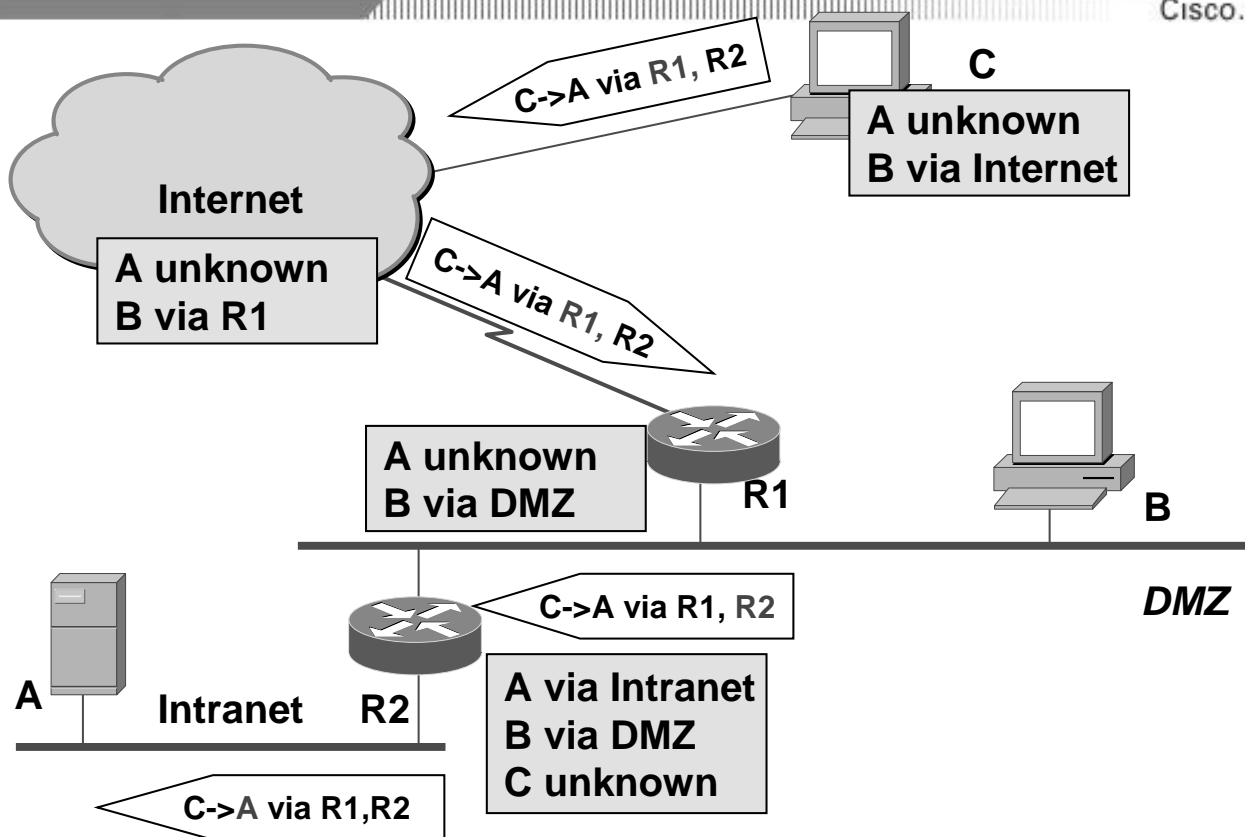 Cisco.
C->A via R1, R2
C
A unknown
B via Internet
Internet
A unknown
B via R1
C->A via R1, R2
A unknown
B via DMZ
R1
B
DMZ
C->A via R1, R2
A
Intranet
R2
A via Intranet
B via DMZ
C unknown
C->A via R1,R2